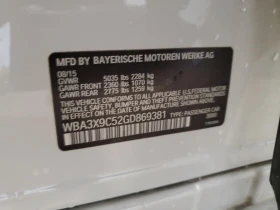 MFD BY BAYERISCHE MOTOREN WERKE AG
08/15
GVWR 5035 lbs 2284 kg
GAWR FRONT 2360 lbs 1070 kg
GAWR REAR 2775 lbs 1259 kg
THIS VEHICLE CONFORMS TO ALL APPLICABLE U.S. FEDERAL MOTOR
VEHICLE SAFETY, BUMPER, AND THEFT PREVENTION STANDARDS IN
EFFECT ON THE DATE OF MANUFACTURE SHOWN ABOVE.
WBA3X9C52GD869381 TYPE: PASSENGER CAR